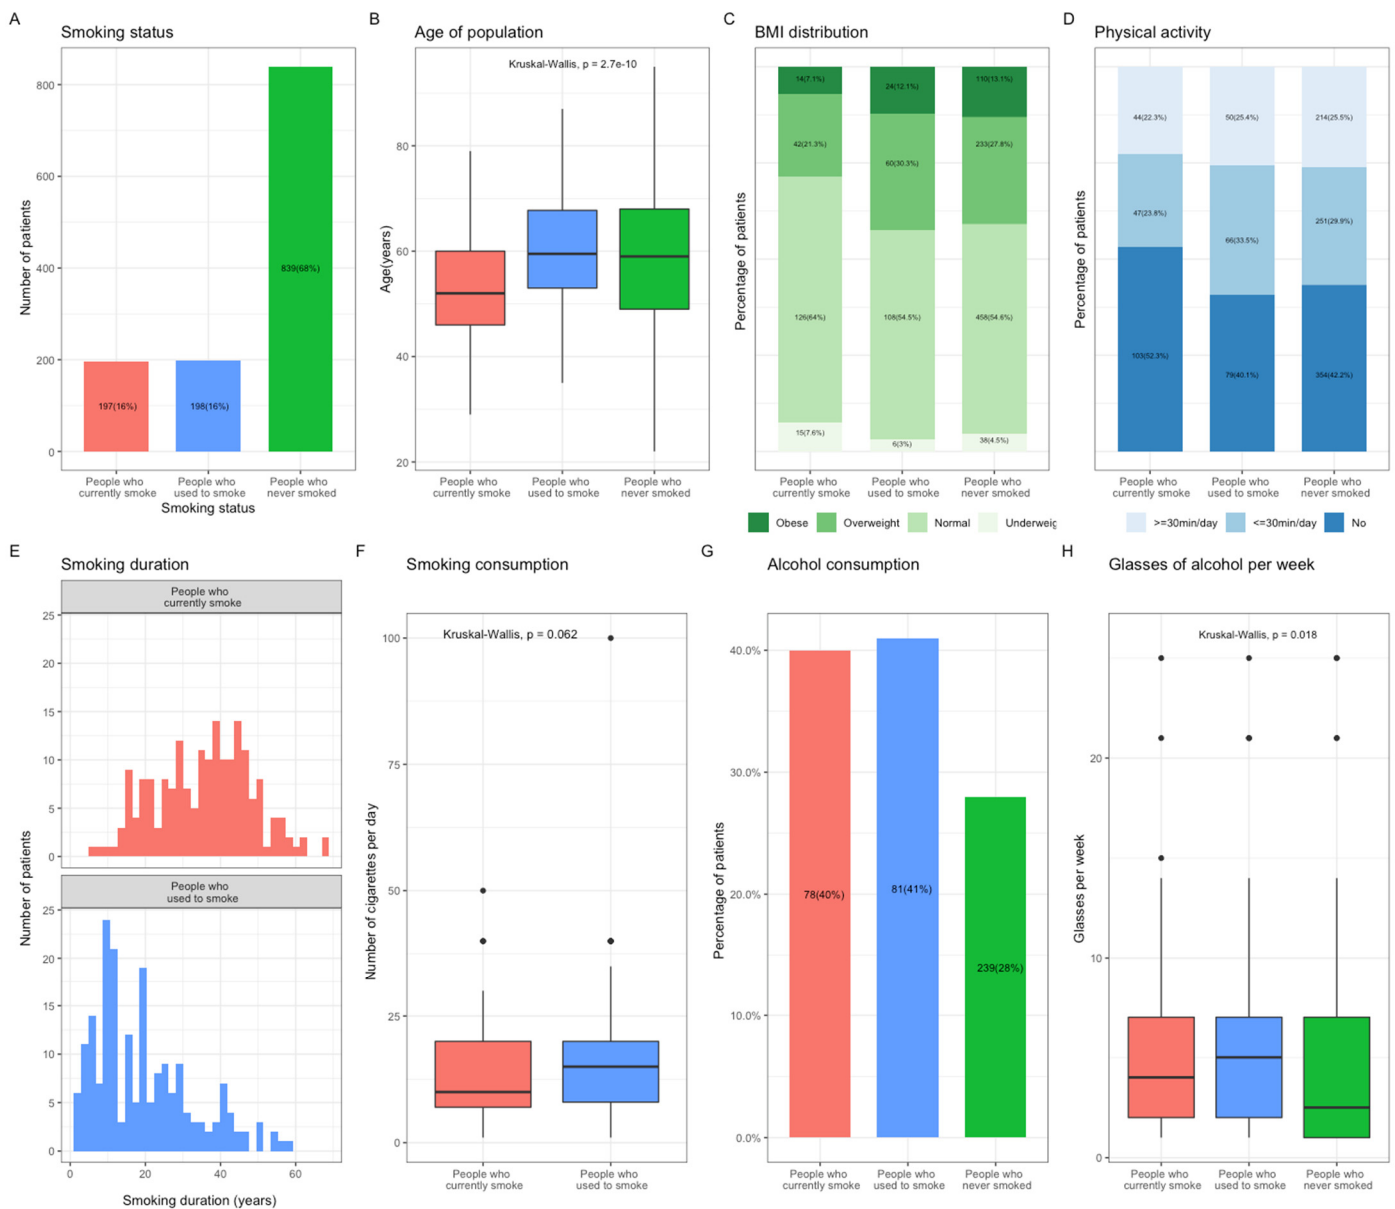 A
Smoking status
Number of patients
800
600
400
200
0
197(16%)
198(16%)
839(68%)
People who
currently smoke
People who
used to smoke
People who
never smoked
Smoking status
B
Age of population
Kruskal-Wallis, p = 2.7e-10
Age(years)
80
60
40
20
People who
currently smoke
People who
used to smoke
People who
never smoked
C
BMI distribution
Percentage of patients
14(7.1%)
24(12.1%)
110(13.1%)
42(21.3%)
60(30.3%)
233(27.8%)
126(64%)
108(54.5%)
458(54.6%)
15(7.6%)
6(3%)
38(4.5%)
People who
currently smoke
People who
used to smoke
People who
never smoked
Obese
Overweight
Normal
Underweig
D
Physical activity
Percentage of patients
44(22.3%)
50(25.4%)
214(25.5%)
47(23.8%)
66(33.5%)
251(29.9%)
103(52.3%)
79(40.1%)
354(42.2%)
People who
currently smoke
People who
used to smoke
People who
never smoked
>=30min/day
<=30min/day
No
E
Smoking duration
People who
currently smoke
Number of patients
25
20
15
10
5
0
People who
used to smoke
25
20
15
10
5
0
0
20
40
60
Smoking duration (years)
F
Smoking consumption
Kruskal-Wallis, p = 0.062
Number of cigarettes per day
100
75
50
25
0
People who
currently smoke
People who
used to smoke
G
Alcohol consumption
Percentage of patients
40.0%
30.0%
20.0%
10.0%
0.0%
78(40%)
81(41%)
239(28%)
People who
currently smoke
People who
used to smoke
People who
never smoked
H
Glasses of alcohol per week
Kruskal-Wallis, p = 0.018
Glasses per week
20
10
0
People who
currently smoke
People who
used to smoke
People who
never smoked